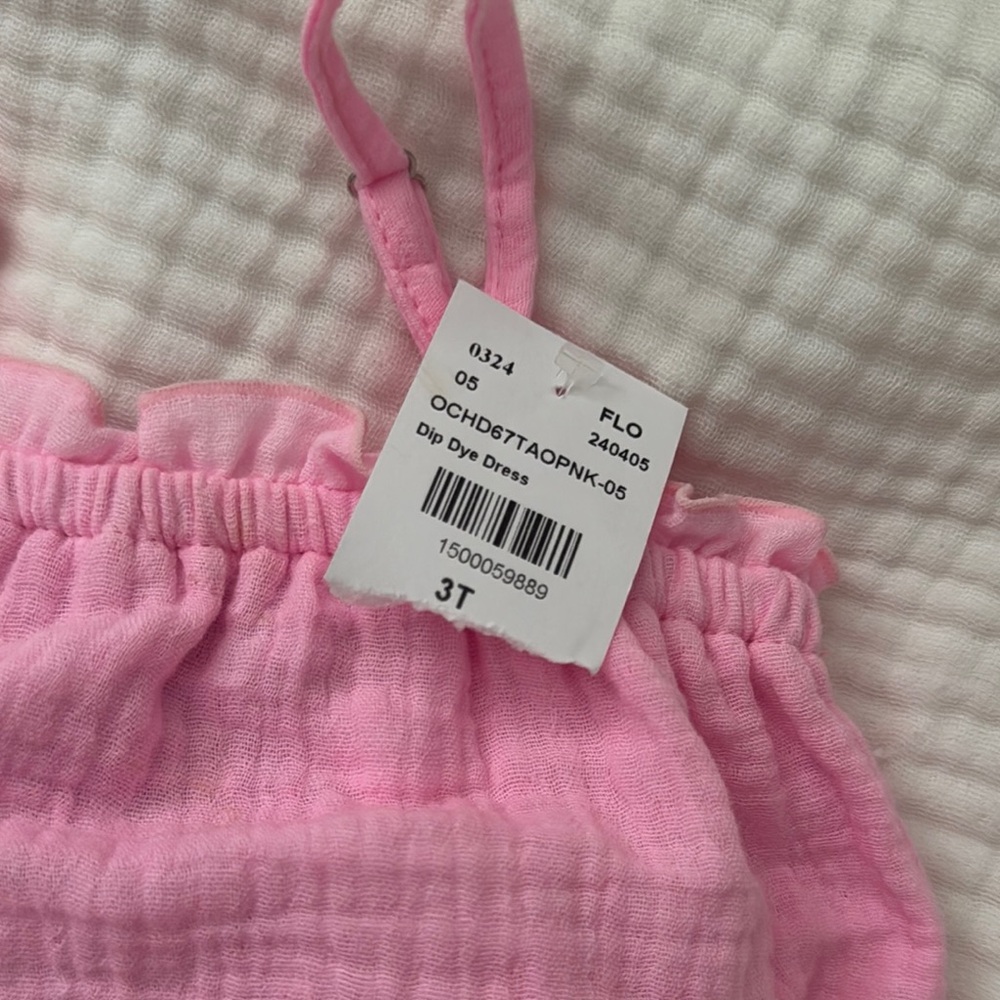 0324
05
FLO
240405
OCHD67TAOPNK-05
Dip Dye Dress
1500059889
3T